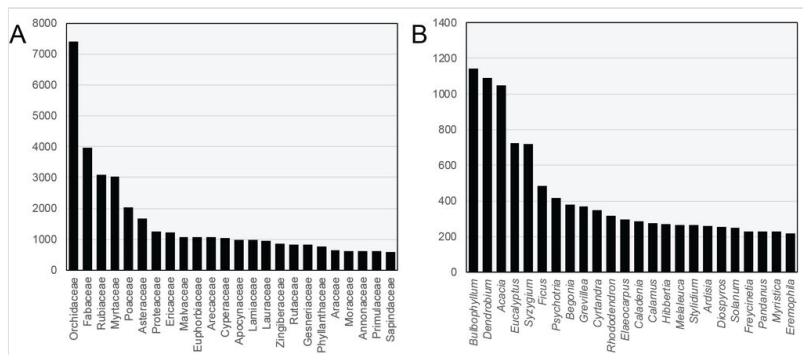 A
8000
7000
6000
5000
4000
3000
2000
1000
0
Orchidaceae
Fabaceae
Rubiaceae
Myrtaceae
Poaceae
Asteraceae
Proteaceae
Ericaceae
Malvaceae
Euphorbiaceae
Arecaceae
Cyperaceae
Apocynaceae
Lamiaceae
Lauraceae
Zingiberaceae
Rutaceae
Gesneriaceae
Phyllanthaceae
Araceae
Moraceae
Annonaceae
Primulaceae
Sapindaceae
B
1400
1200
1000
800
600
400
200
0
Bulbophyllum
Dendrobium
Acacia
Eucalyptus
Syzygium
Ficus
Psychotria
Begonia
Grevillea
Cyrtandra
Rhododendron
Elaeocarpus
Caladenia
Calamus
Hibbertia
Melaleuca
Stylidium
Ardisia
Diospyros
Solanum
Freycinetia
Pandanus
Myristica
Eremophila